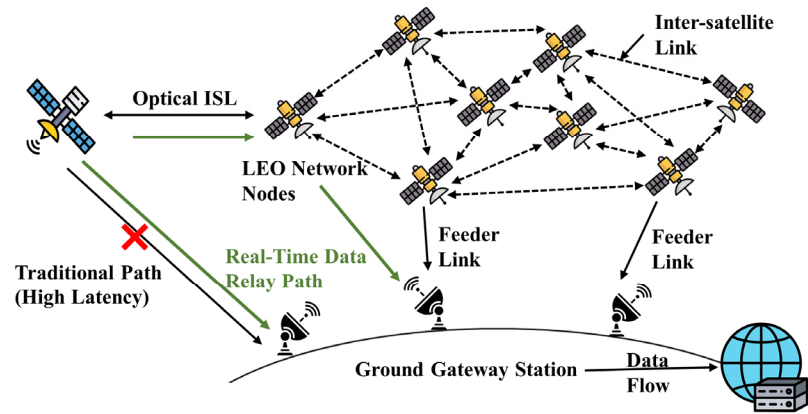 Inter-satellite
Link
Optical ISL
LEO Network
Nodes
Real-Time Data
Relay Path
Traditional Path
(High Latency)
Feeder
Link
Feeder
Link
Ground Gateway Station
Data
Flow